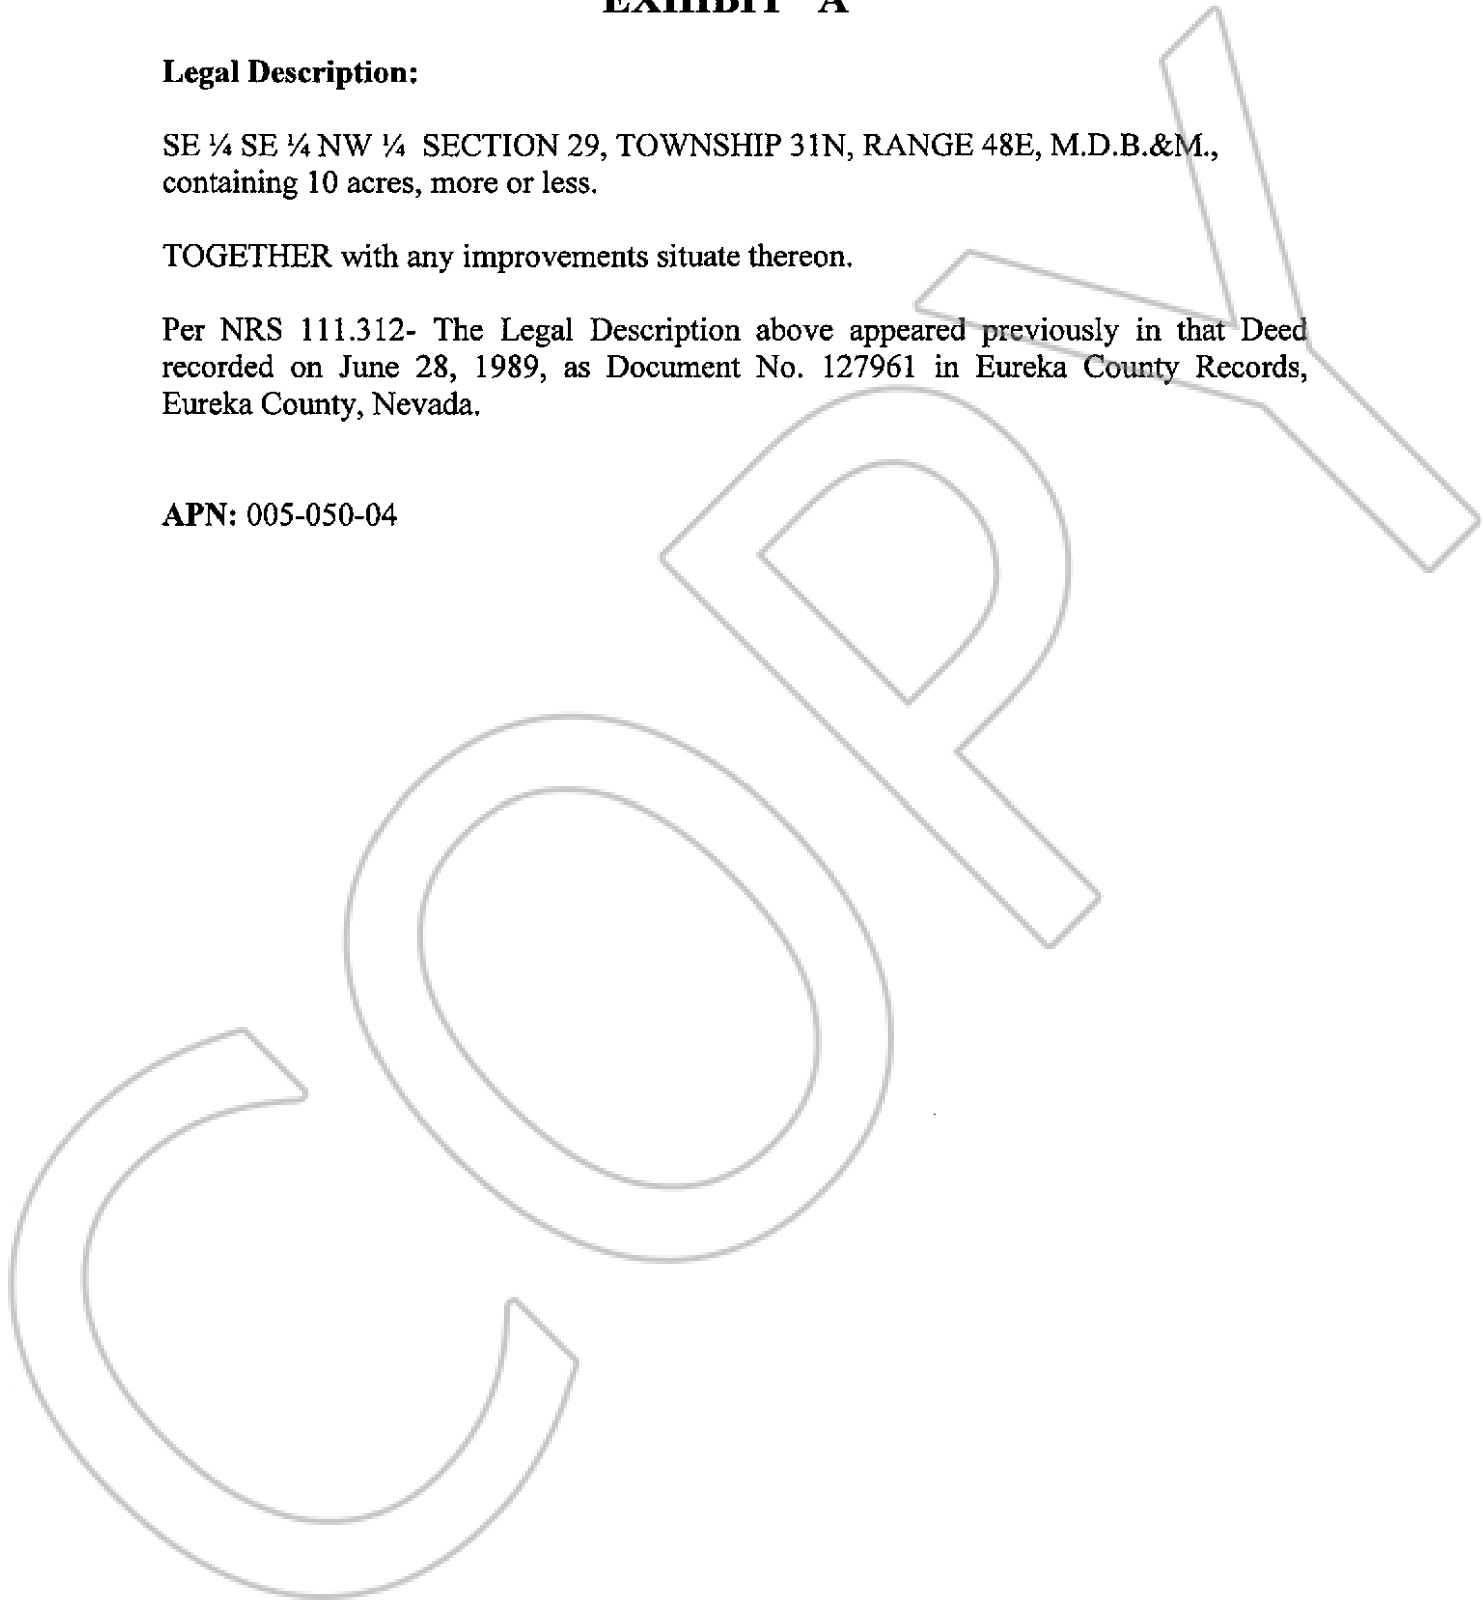 EXHIBIT "A"
Legal Description:
SE ¼ SE ¼ NW ¼ SECTION 29, TOWNSHIP 31N, RANGE 48E, M.D.B.&M.,
containing 10 acres, more or less.
TOGETHER with any improvements situate thereon.
Per NRS 111.312- The Legal Description above appeared previously in that Deed
recorded on June 28, 1989, as Document No. 127961 in Eureka County Records,
Eureka County, Nevada.
APN: 005-050-04
COPY